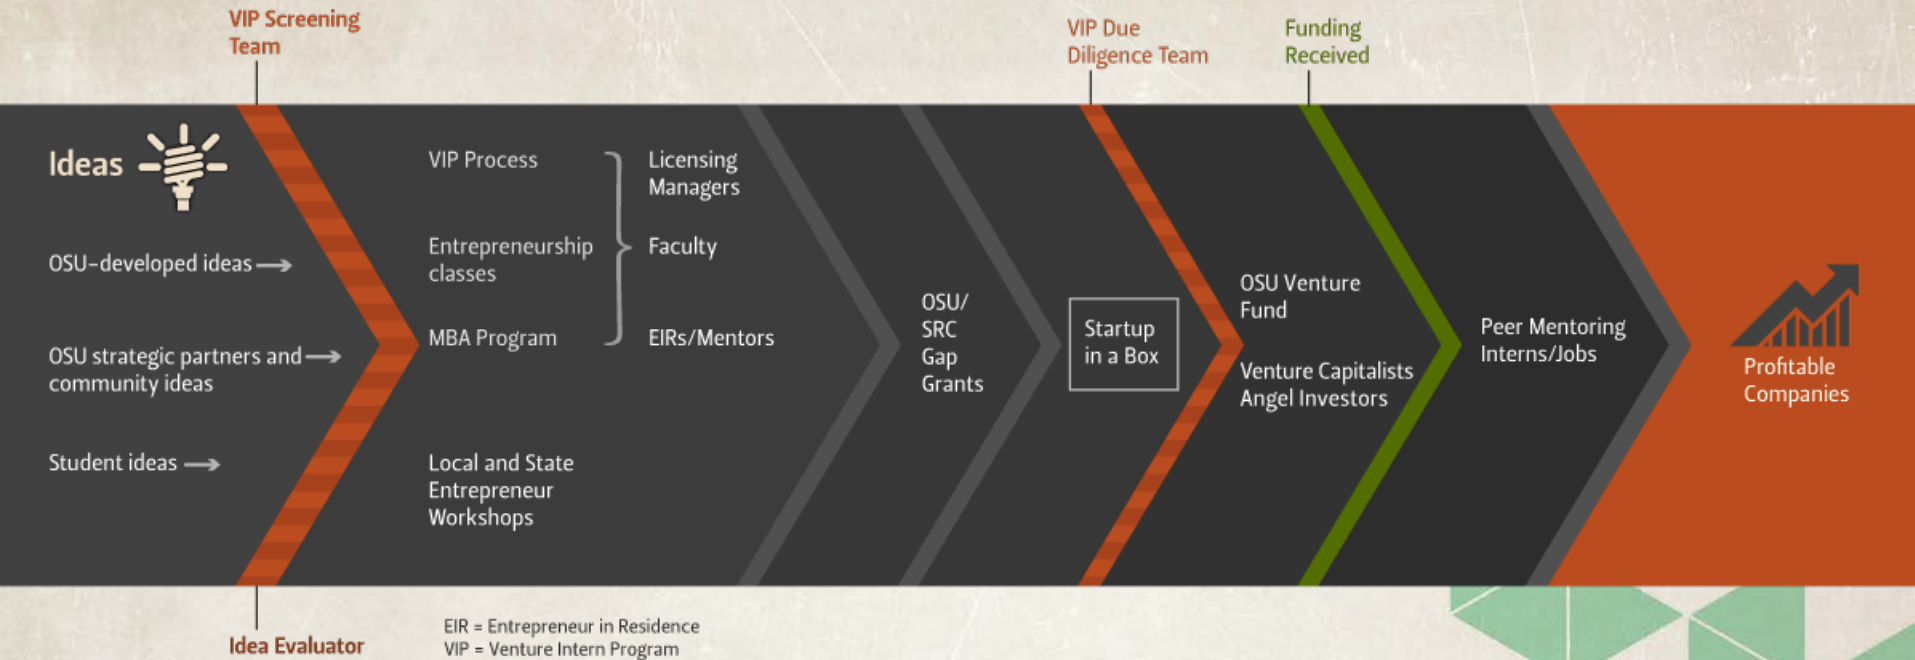 VIP Screening
Team
VIP Due
Diligence Team
Funding
Received
Ideas
OSU-developed ideas
OSU strategic partners and
community ideas
Student ideas
VIP Process
Entrepreneurship
classes
MBA Program
Licensing
Managers
Faculty
EIRs/Mentors
Local and State
Entrepreneur
Workshops
OSU/
SRC
Gap
Grants
Startup
in a Box
OSU Venture
Fund
Venture Capitalists
Angel Investors
Peer Mentoring
Interns/Jobs
Profitable
Companies
Idea Evaluator
EIR = Entrepreneur in Residence
VIP = Venture Intern Program